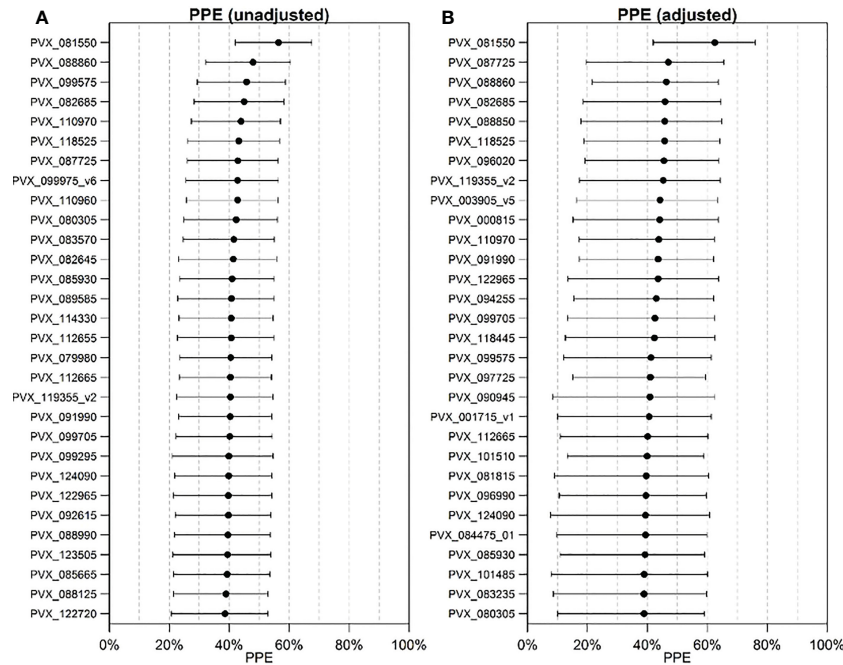 A PPE (unadjusted)
PVX_081550
PVX_088860
PVX_099575
PVX_082685
PVX_110970
PVX_118525
PVX_087725
PVX_099975_v6
PVX_110960
PVX_080305
PVX_083570
PVX_082645
PVX_085930
PVX_089585
PVX_114330
PVX_112655
PVX_079980
PVX_112665
PVX_119355_v2
PVX_091990
PVX_099705
PVX_099295
PVX_124090
PVX_122965
PVX_092615
PVX_088990
PVX_123505
PVX_085665
PVX_088125
PVX_122720
0% 20% 40% 60% 80% 100%
PPE
B PPE (adjusted)
PVX_081550
PVX_087725
PVX_088860
PVX_082685
PVX_088850
PVX_118525
PVX_096020
PVX_119355_v2
PVX_003905_v5
PVX_000815
PVX_110970
PVX_091990
PVX_122965
PVX_094255
PVX_099705
PVX_118445
PVX_099575
PVX_097725
PVX_090945
PVX_001715_v1
PVX_112665
PVX_101510
PVX_081815
PVX_096990
PVX_124090
PVX_084475_01
PVX_085930
PVX_101485
PVX_083235
PVX_080305
0% 20% 40% 60% 80% 100%
PPE